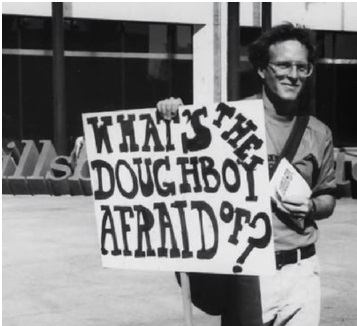 WHAT'S THE
DOUGHBOY
AFRAID OF?